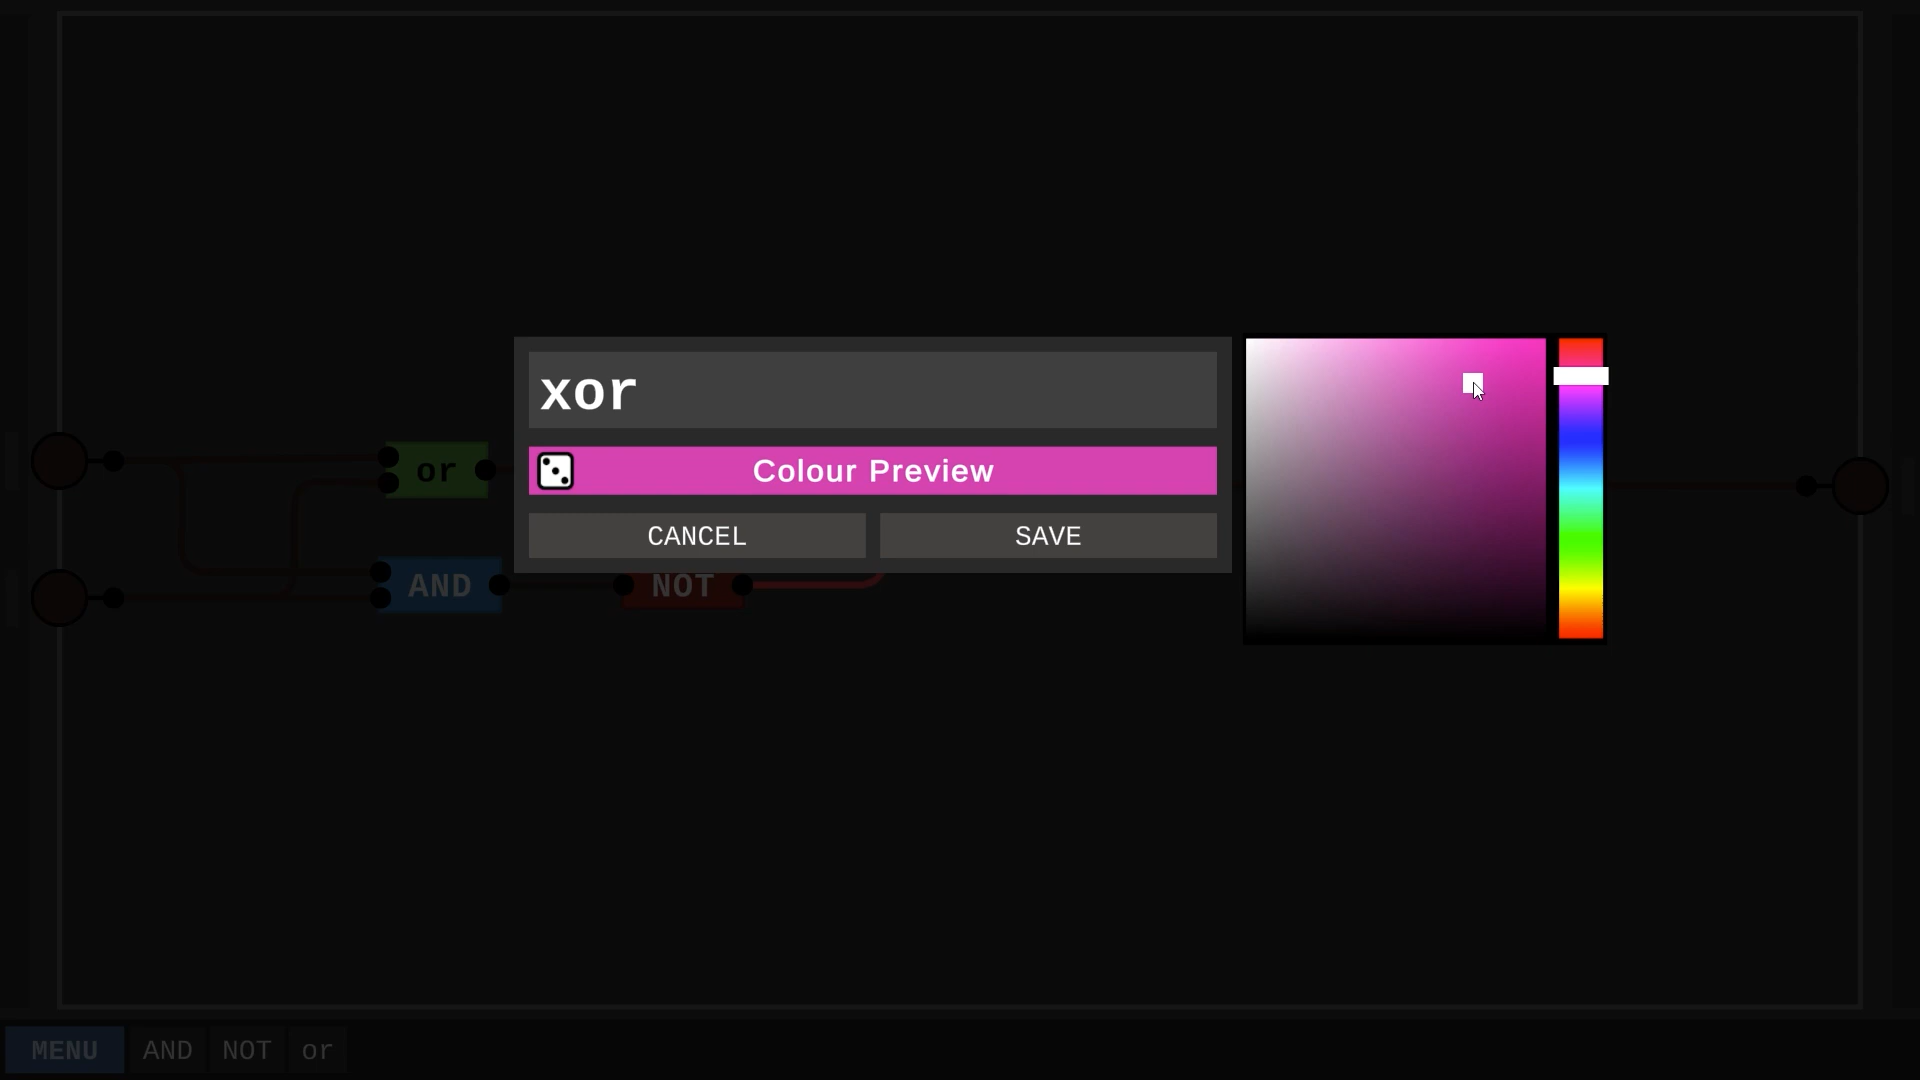 xor
Colour Preview
CANCEL SAVE
or
AND NOT
MENU AND NOT or